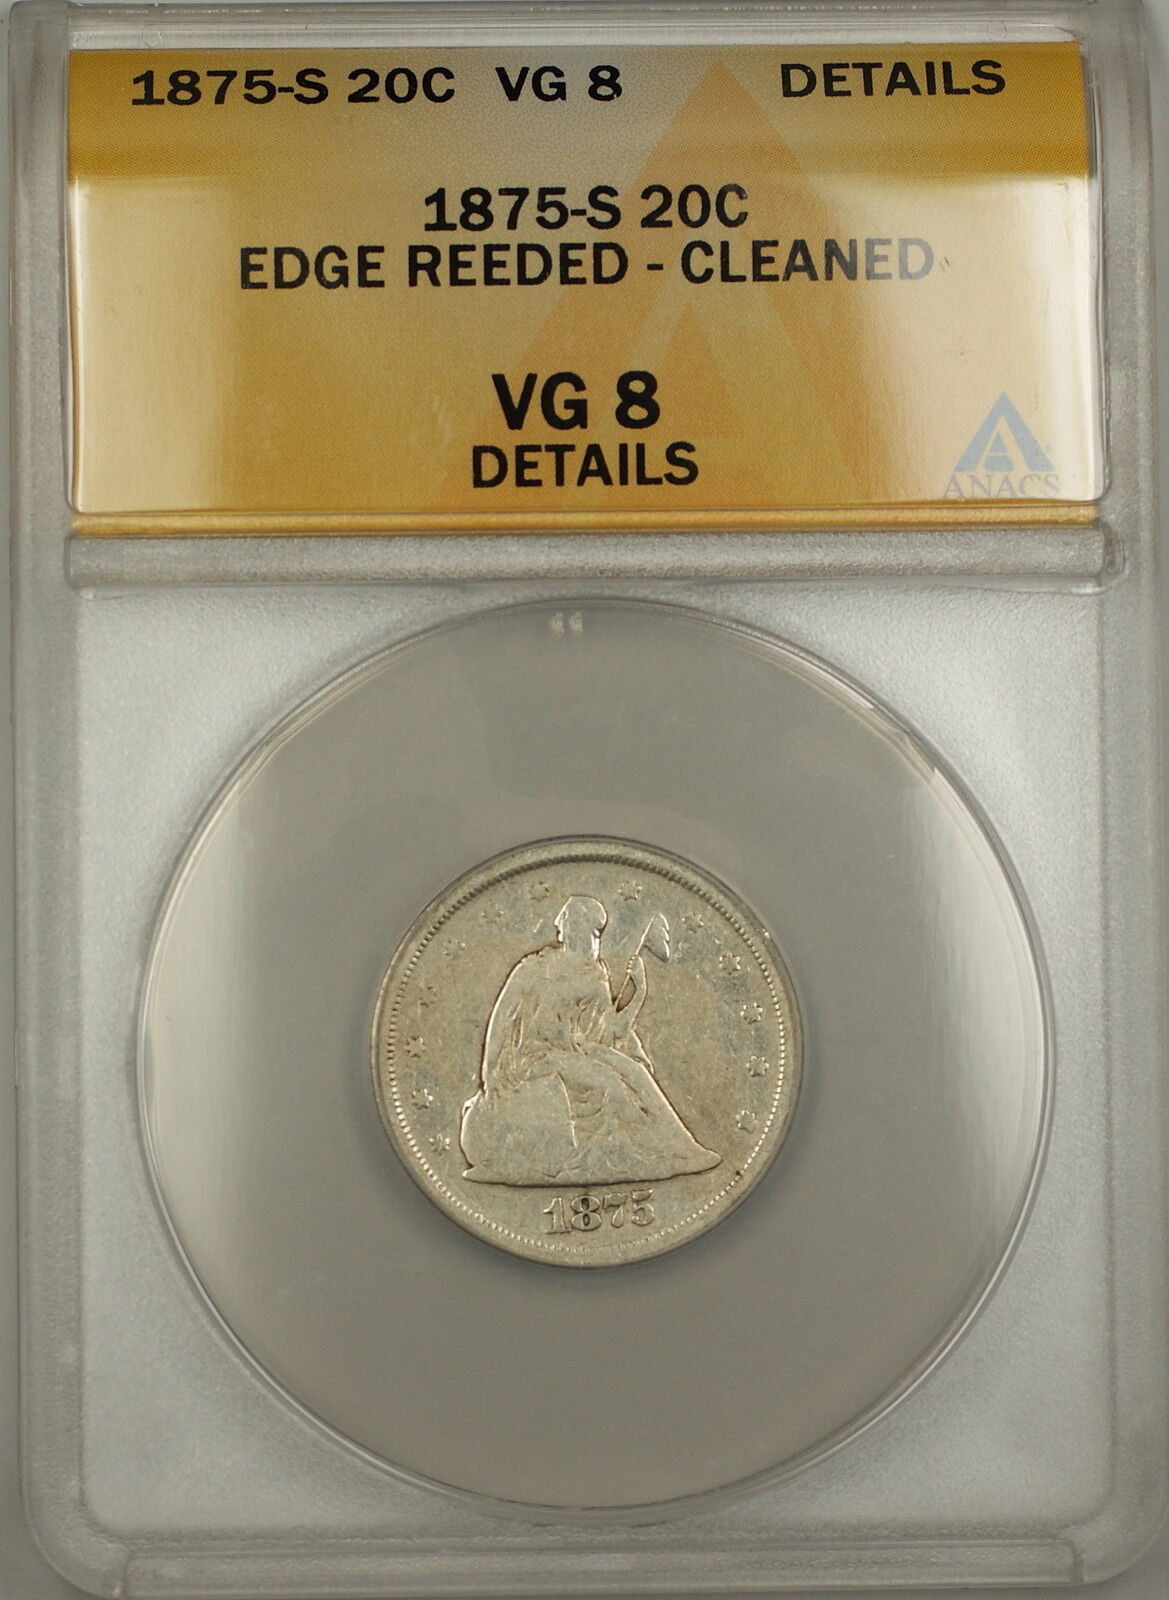 1875-S 20C VG 8 DETAILS
1875-S 20C
EDGE REEDED - CLEANED
VG 8
DETAILS
ANACS
1875